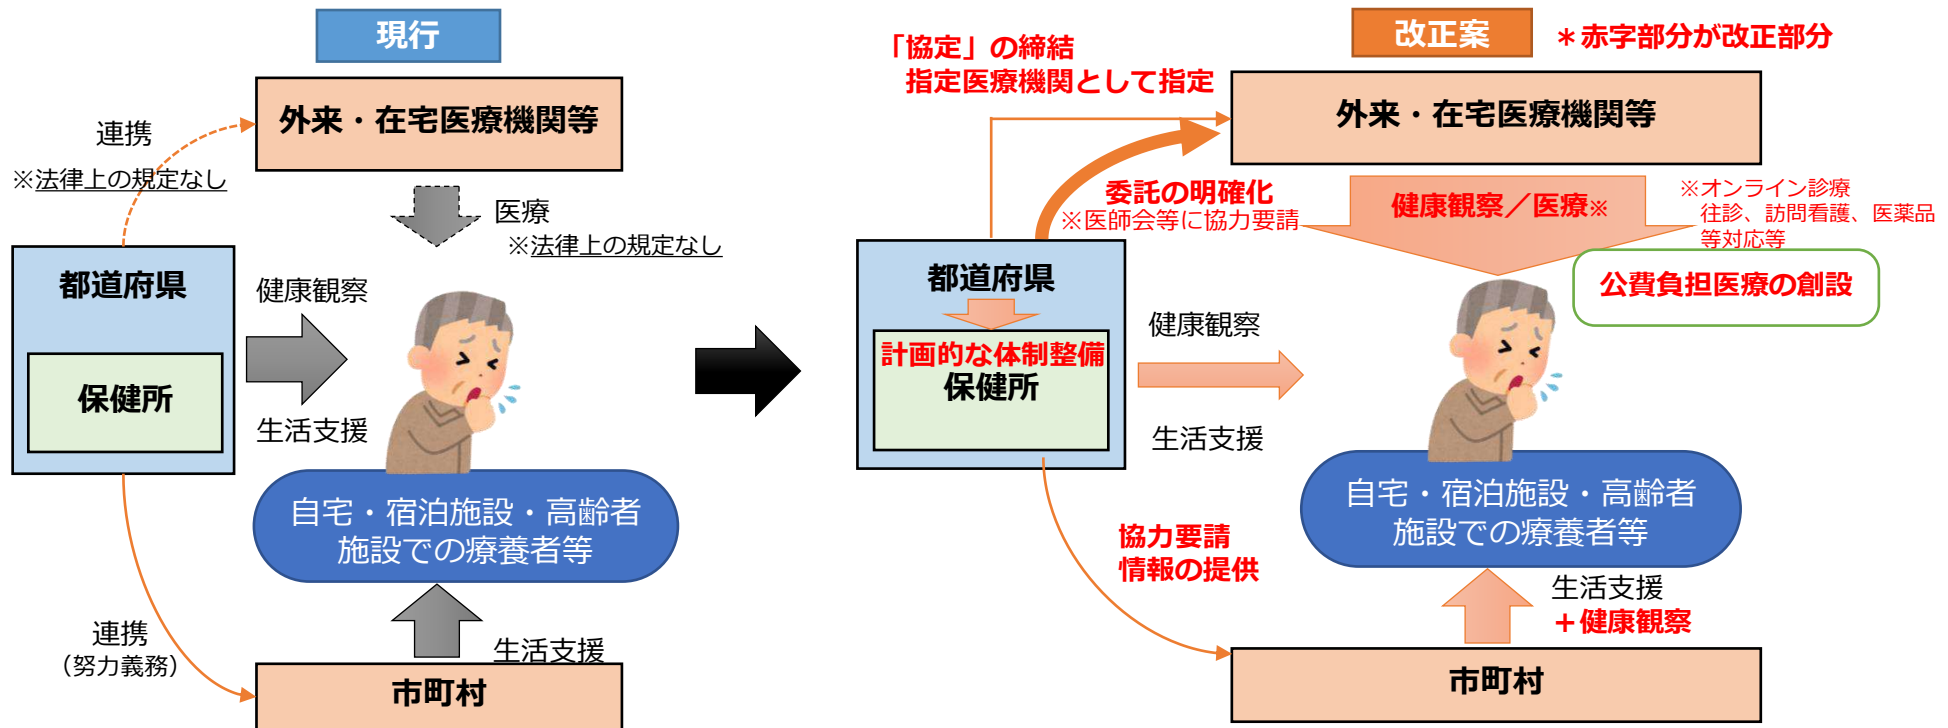 現行
外来・在宅医療機関等
連携
※法律上の規定なし
医療
※法律上の規定なし
都道府県
保健所
健康観察
生活支援
自宅・宿泊施設・高齢者
施設での療養者等
連携
（努力義務）
生活支援
市町村
改正案
＊赤字部分が改正部分
「協定」の締結
指定医療機関として指定
外来・在宅医療機関等
委託の明確化
※医師会等に協力要請
健康観察／医療※
※オンライン診療
往診、訪問看護、医薬品
等対応等
公費負担医療の創設
都道府県
計画的な体制整備
保健所
健康観察
生活支援
自宅・宿泊施設・高齢者
施設での療養者等
協力要請
情報の提供
生活支援
＋健康観察
市町村